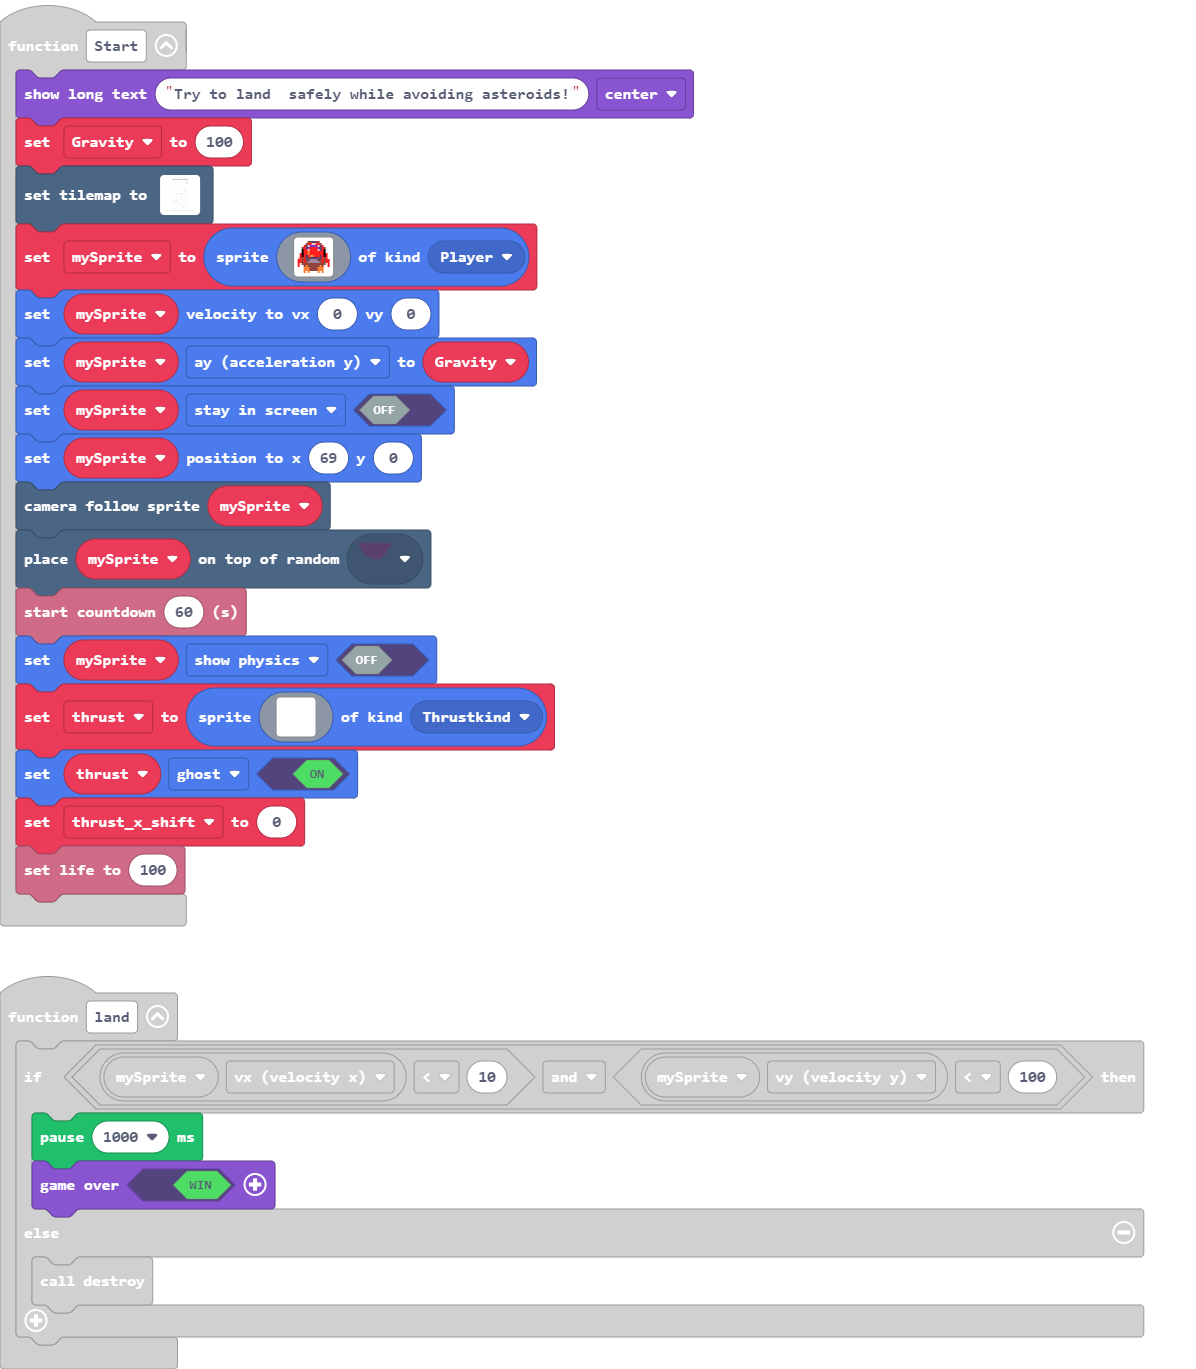 function Start
show long text "Try to land  safely while avoiding asteroids!" center
set Gravity to 100
set tilemap to
set mySprite to sprite of kind Player
set mySprite velocity to vx 0 vy 0
set mySprite ay (acceleration y) to Gravity
set mySprite stay in screen OFF
set mySprite position to x 69 y 0
camera follow sprite mySprite
place mySprite on top of random
start countdown 60 (s)
set mySprite show physics OFF
set thrust to sprite of kind Thrustkind
set thrust ghost ON
set thrust_x_shift to 0
set life to 100
function land
if mySprite vx (velocity x) < 10 and mySprite vy (velocity y) < 100 then
pause 1000 ms
game over WIN
else
call destroy